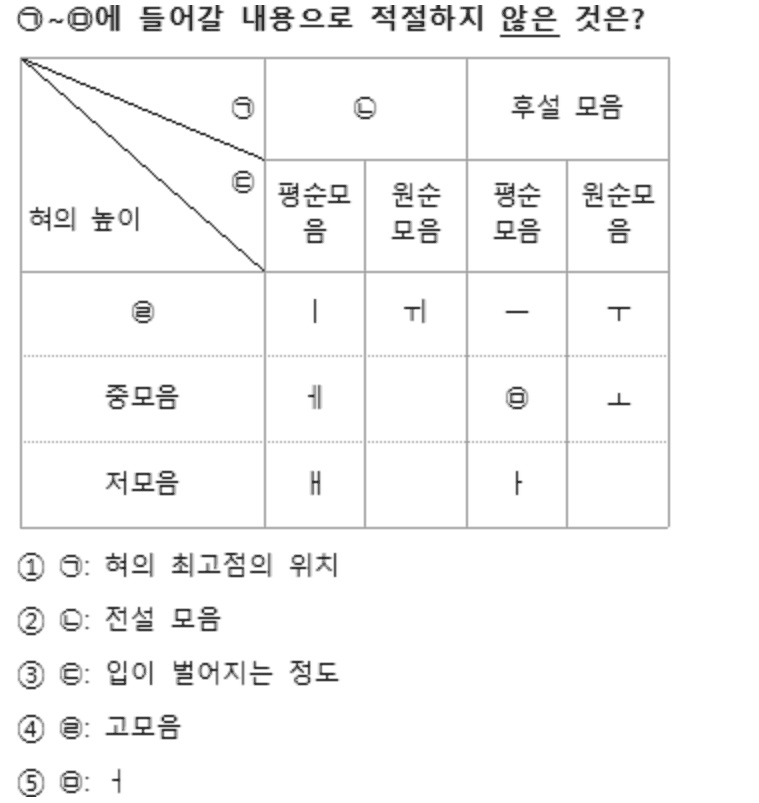 ㉠~㉤에 들어갈 내용으로 적절하지 않은 것은?
㉠ ㉡ 후설 모음
㉢
혀의 높이
평순모음 원순 모음 평순 모음 원순모음
㉣ ㅣ ㅟ ㅡ ㅜ
중모음 ㅔ ㉤ ㅗ
저모음 ㅐ ㅏ
① ㉠: 혀의 최고점의 위치
② ㉡: 전설 모음
③ ㉢: 입이 벌어지는 정도
④ ㉣: 고모음
⑤ ㉤: ㅓ